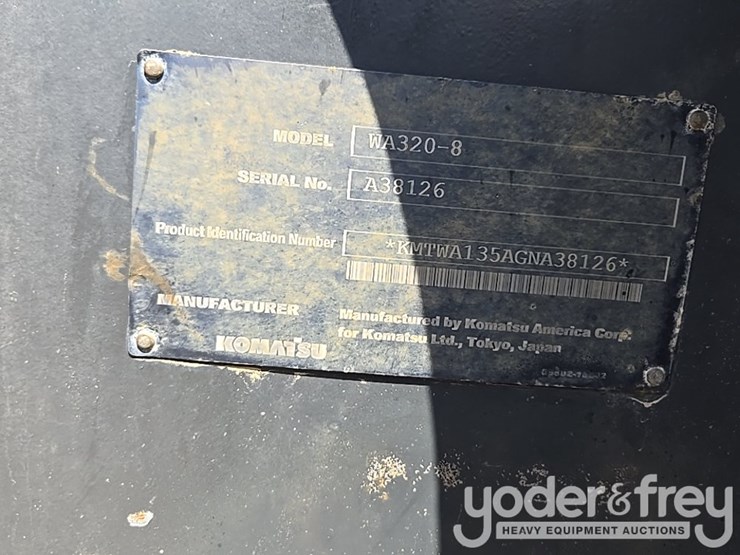 MODEL WA320-8
SERIAL No. A38126
Product Identification Number *KMTWA135AGNA38126*
MANUFACTURER Manufactured by Komatsu America Corp.
for Komatsu Ltd., Tokyo, Japan
KOMATSU
yoder&frey
HEAVY EQUIPMENT AUCTIONS